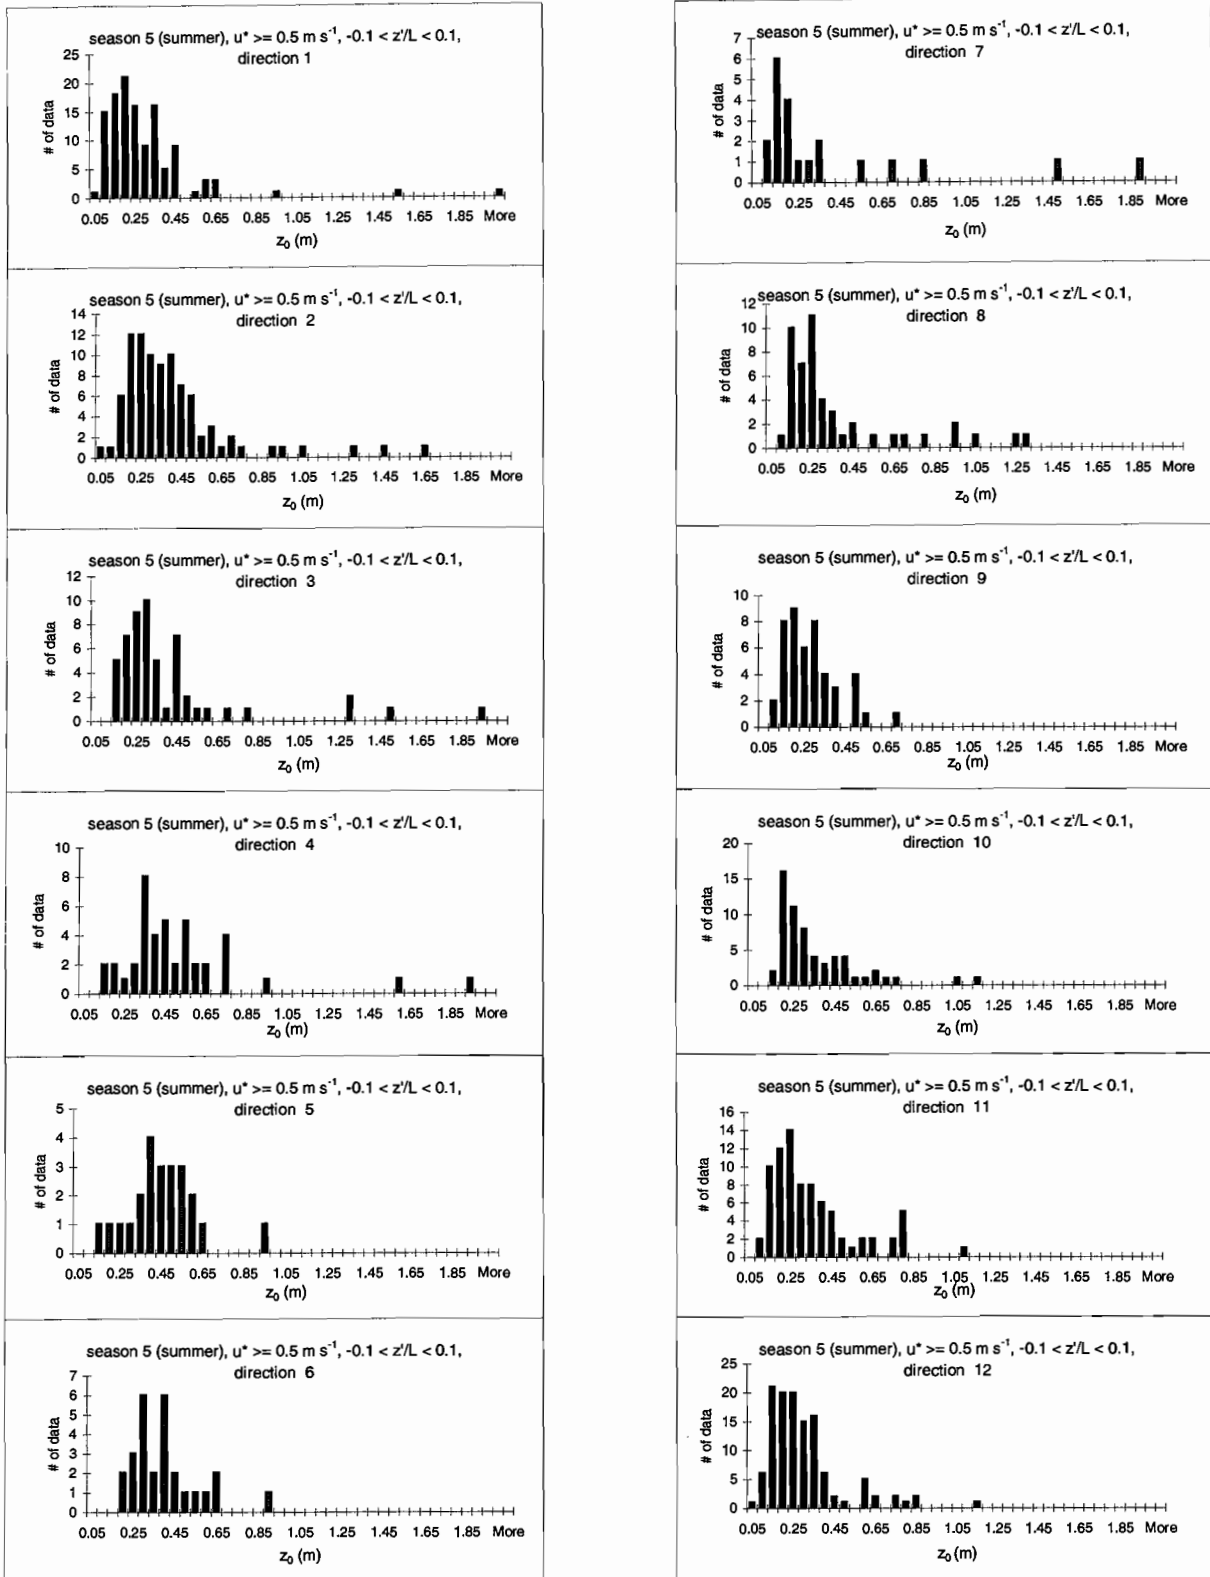 season 5 (summer), u* >= 0.5 m s⁻¹, -0.1 < z'/L < 0.1,
direction 1
25
20
15
10
5
0
# of data
0.05 0.25 0.45 0.65 0.85 1.05 1.25 1.45 1.65 1.85 More
z₀ (m)
season 5 (summer), u* >= 0.5 m s⁻¹, -0.1 < z'/L < 0.1,
direction 2
14
12
10
8
6
4
2
0
# of data
0.05 0.25 0.45 0.65 0.85 1.05 1.25 1.45 1.65 1.85 More
z₀ (m)
season 5 (summer), u* >= 0.5 m s⁻¹, -0.1 < z'/L < 0.1,
direction 3
12
10
8
6
4
2
0
# of data
0.05 0.25 0.45 0.65 0.85 1.05 1.25 1.45 1.65 1.85 More
z₀ (m)
season 5 (summer), u* >= 0.5 m s⁻¹, -0.1 < z'/L < 0.1,
direction 4
10
8
6
4
2
0
# of data
0.05 0.25 0.45 0.65 0.85 1.05 1.25 1.45 1.65 1.85 More
z₀ (m)
season 5 (summer), u* >= 0.5 m s⁻¹, -0.1 < z'/L < 0.1,
direction 5
5
4
3
2
1
0
# of data
0.05 0.25 0.45 0.65 0.85 1.05 1.25 1.45 1.65 1.85 More
z₀ (m)
season 5 (summer), u* >= 0.5 m s⁻¹, -0.1 < z'/L < 0.1,
direction 6
7
6
5
4
3
2
1
0
# of data
0.05 0.25 0.45 0.65 0.85 1.05 1.25 1.45 1.65 1.85 More
z₀ (m)
season 5 (summer), u* >= 0.5 m s⁻¹, -0.1 < z'/L < 0.1,
direction 7
7
6
5
4
3
2
1
0
# of data
0.05 0.25 0.45 0.65 0.85 1.05 1.25 1.45 1.65 1.85 More
z₀ (m)
season 5 (summer), u* >= 0.5 m s⁻¹, -0.1 < z'/L < 0.1,
direction 8
12
10
8
6
4
2
0
# of data
0.05 0.25 0.45 0.65 0.85 1.05 1.25 1.45 1.65 1.85 More
z₀ (m)
season 5 (summer), u* >= 0.5 m s⁻¹, -0.1 < z'/L < 0.1,
direction 9
10
8
6
4
2
0
# of data
0.05 0.25 0.45 0.65 0.85 1.05 1.25 1.45 1.65 1.85 More
z₀ (m)
season 5 (summer), u* >= 0.5 m s⁻¹, -0.1 < z'/L < 0.1,
direction 10
20
15
10
5
0
# of data
0.05 0.25 0.45 0.65 0.85 1.05 1.25 1.45 1.65 1.85 More
z₀ (m)
season 5 (summer), u* >= 0.5 m s⁻¹, -0.1 < z'/L < 0.1,
direction 11
16
14
12
10
8
6
4
2
0
# of data
0.05 0.25 0.45 0.65 0.85 1.05 1.25 1.45 1.65 1.85 More
z₀ (m)
season 5 (summer), u* >= 0.5 m s⁻¹, -0.1 < z'/L < 0.1,
direction 12
25
20
15
10
5
0
# of data
0.05 0.25 0.45 0.65 0.85 1.05 1.25 1.45 1.65 1.85 More
z₀ (m)